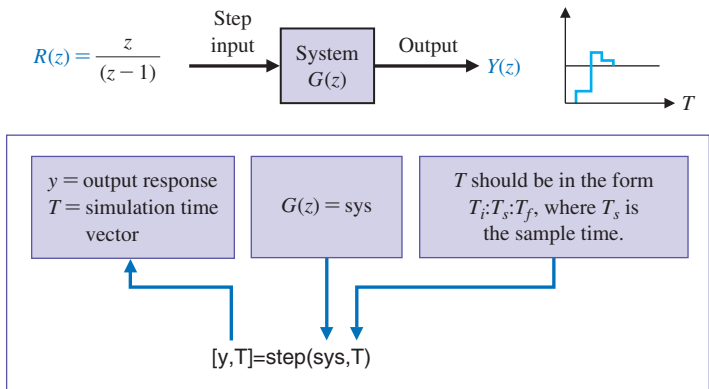 Step
input
R(z) = z
(z − 1)
System
G(z)
Output
Y(z)
T
y = output response
T = simulation time
vector
G(z) = sys
T should be in the form
Ti:Ts:Tf, where Ts is
the sample time.
[y,T]=step(sys,T)